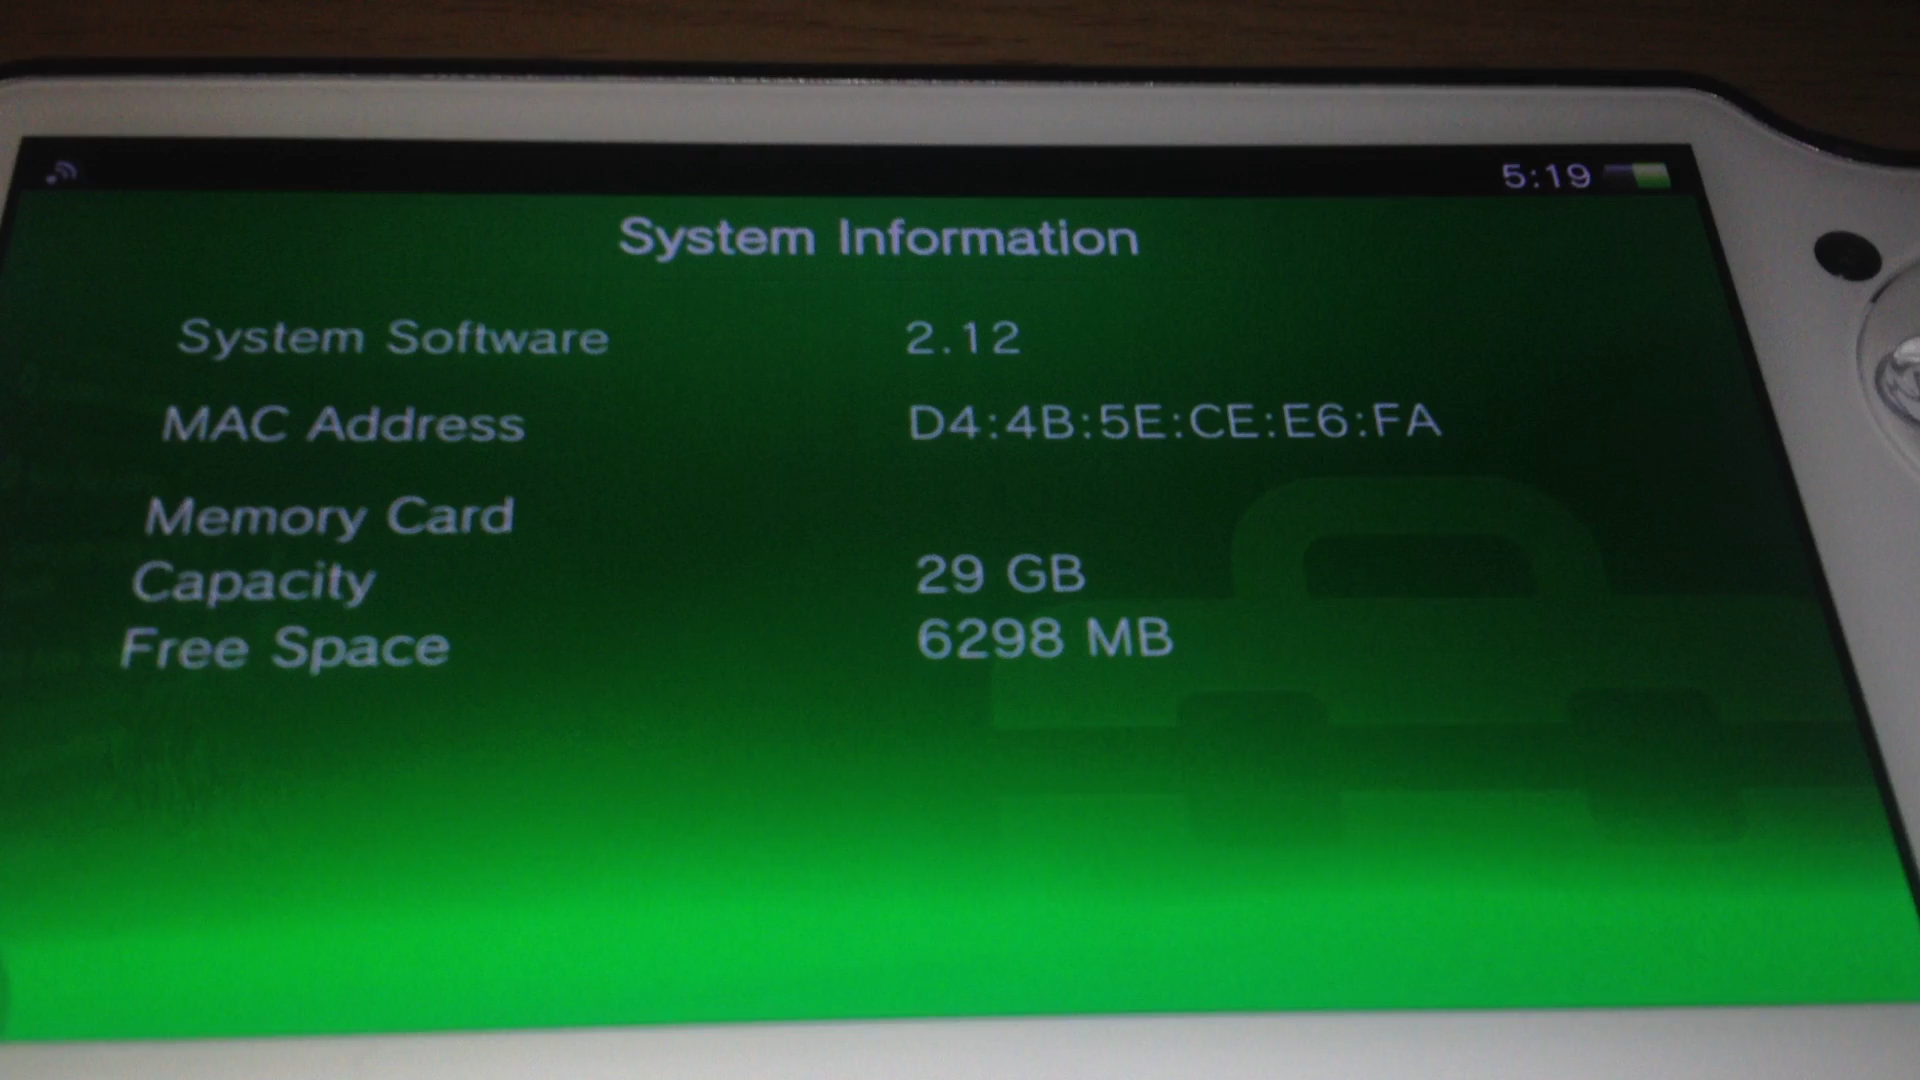 5:19
System Information
System Software 2.12
MAC Address D4:4B:5E:CE:E6:FA
Memory Card
Capacity 29 GB
Free Space 6298 MB